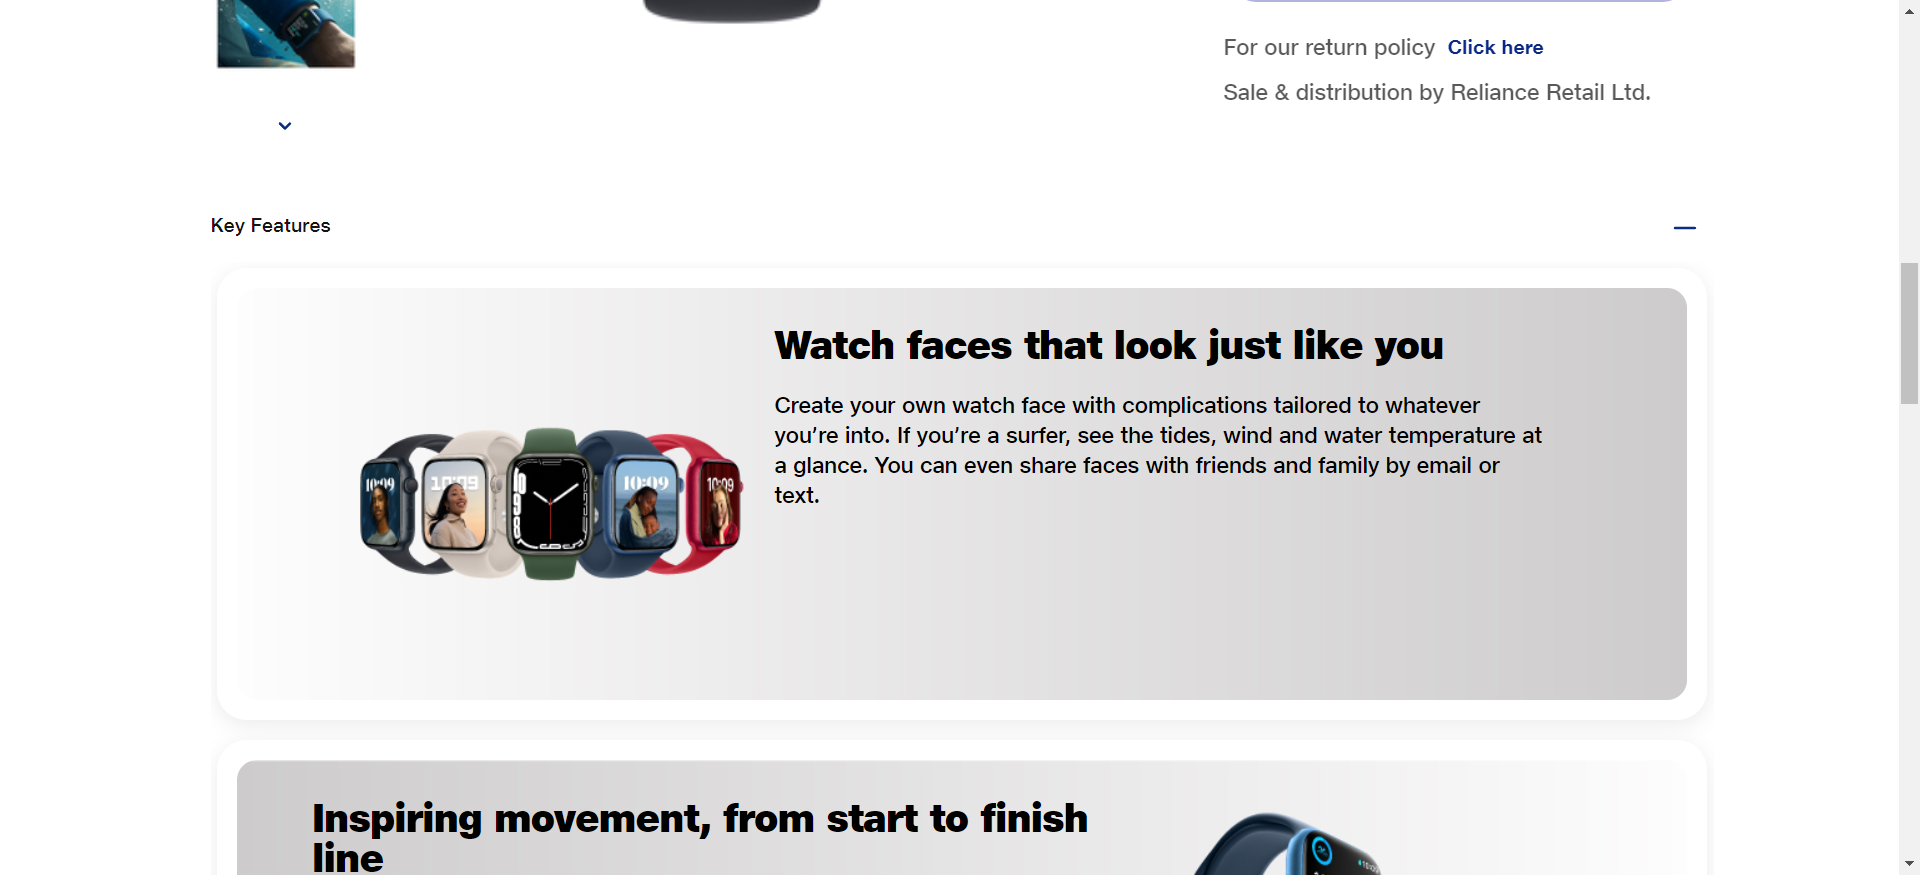 For our return policy Click here
Sale & distribution by Reliance Retail Ltd.
Key Features
Watch faces that look just like you
Create your own watch face with complications tailored to whatever
you’re into. If you’re a surfer, see the tides, wind and water temperature at
a glance. You can even share faces with friends and family by email or
text.
10:09
10:09
10:09
10:09
Inspiring movement, from start to finish
line